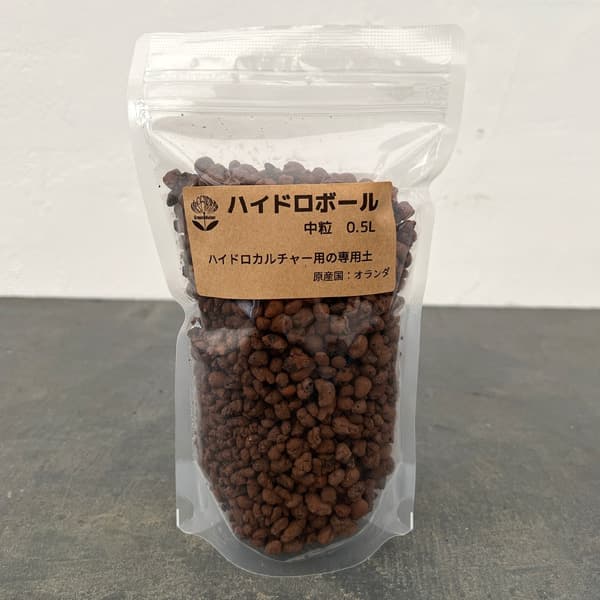 ハイドロボール
中粒 0.5L
ハイドロカルチャー用の専用土
原産国：オランダ